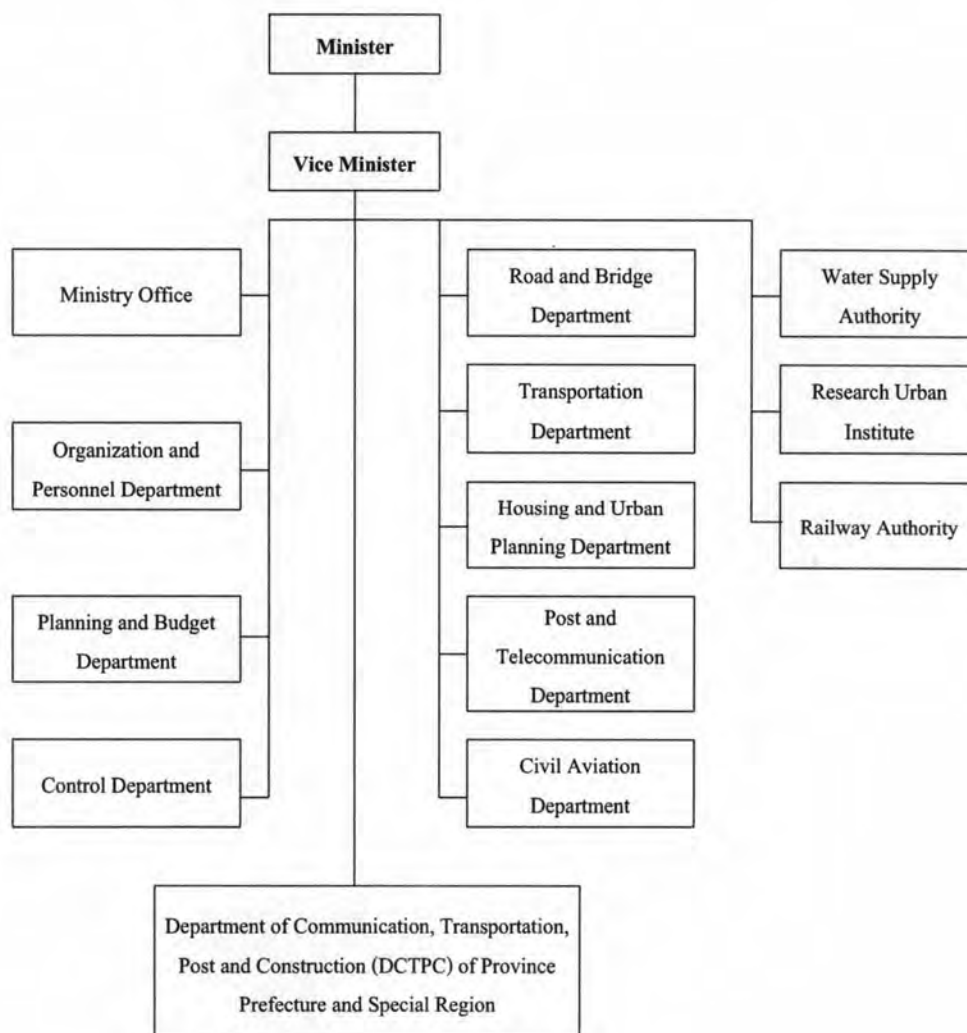 Minister
Vice Minister
Ministry Office
Organization and
Personnel Department
Planning and Budget
Department
Control Department
Road and Bridge
Department
Transportation
Department
Housing and Urban
Planning Department
Post and
Telecommunication
Department
Civil Aviation
Department
Water Supply
Authority
Research Urban
Institute
Railway Authority
Department of Communication, Transportation,
Post and Construction (DCTPC) of Province
Prefecture and Special Region